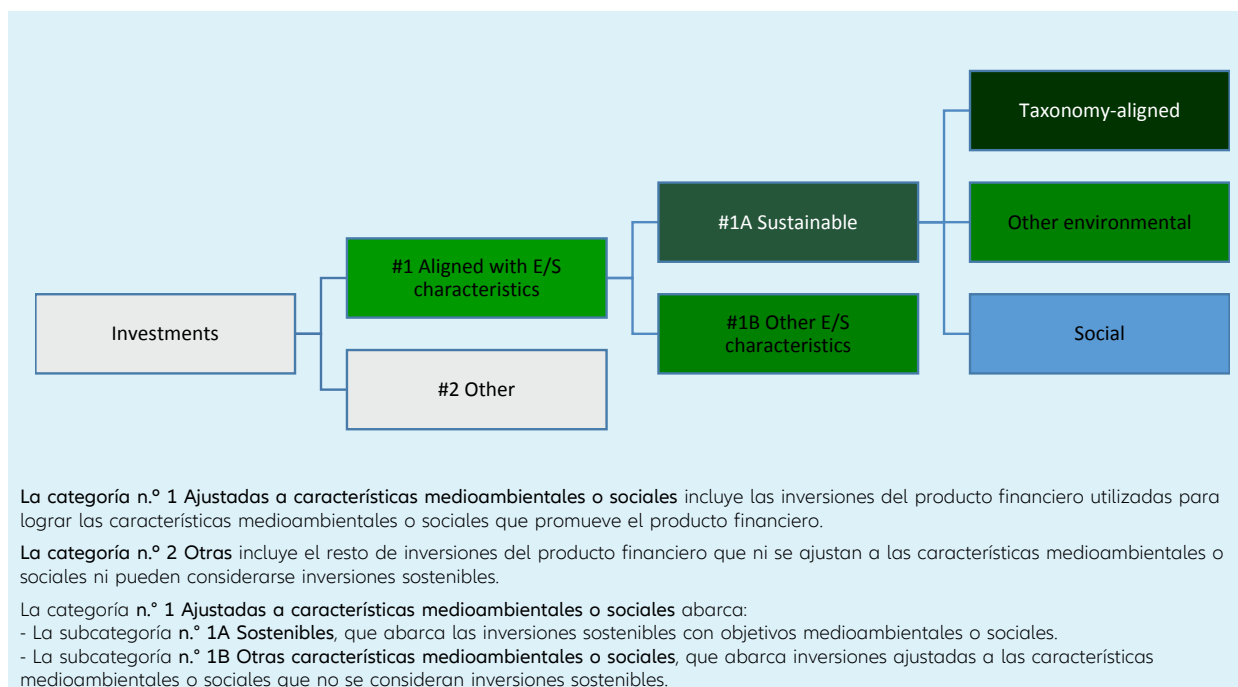 Taxonomy-aligned
#1A Sustainable
Other environmental
#1 Aligned with E/S
characteristics
Investments
#1B Other E/S
characteristics
Social
#2 Other
La categoría n.º 1 Ajustadas a características medioambientales o sociales incluye las inversiones del producto financiero utilizadas para
lograr las características medioambientales o sociales que promueve el producto financiero.
La categoría n.º 2 Otras incluye el resto de inversiones del producto financiero que ni se ajustan a las características medioambientales o
sociales ni pueden considerarse inversiones sostenibles.
La categoría n.° 1 Ajustadas a características medioambientales o sociales abarca:
- La subcategoría n.° 1A Sostenibles, que abarca las inversiones sostenibles con objetivos medioambientales o sociales.
- La subcategoría n.° 1B Otras características medioambientales o sociales, que abarca inversiones ajustadas a las características
medioambientales o sociales que no se consideran inversiones sostenibles.